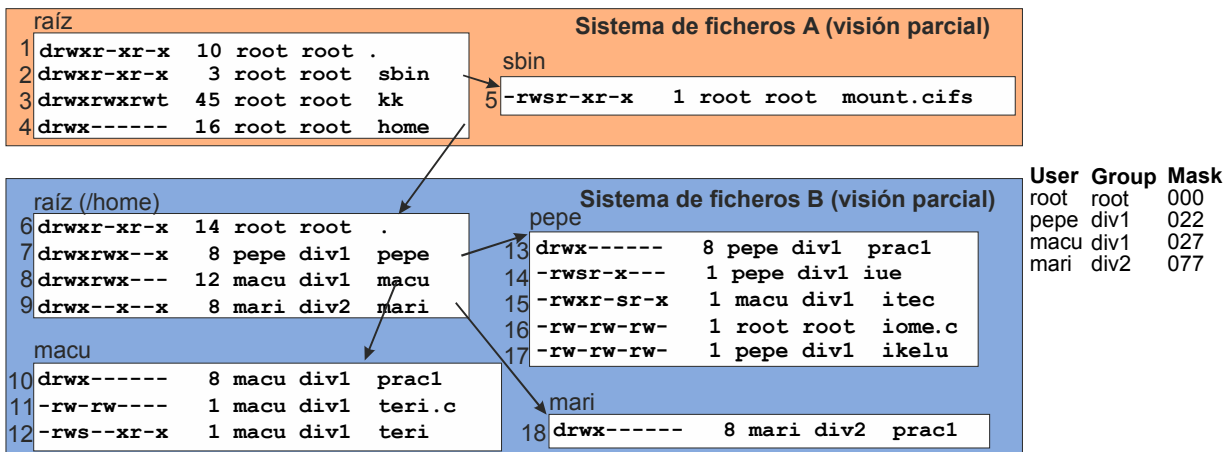 raíz
Sistema de ficheros A (visión parcial)
1 drwxr-xr-x 10 root root .
2 drwxr-xr-x 3 root root sbin
3 drwxrwxrwt 45 root root kk
4 drwx------ 16 root root home
sbin
5 -rwsr-xr-x 1 root root mount.cifs
raíz (/home)
Sistema de ficheros B (visión parcial)
6 drwxr-xr-x 14 root root .
7 drwxrwx--x 8 pepe div1 pepe
8 drwxrwx--- 12 macu div1 macu
9 drwx--x--x 8 mari div2 mari
pepe
13 drwx------ 8 pepe div1 prac1
14 -rwsr-x--- 1 pepe div1 iue
15 -rwxr-sr-x 1 macu div1 itec
16 -rw-rw-rw- 1 root root iome.c
17 -rw-rw-rw- 1 pepe div1 ikelu
macu
10 drwx------ 8 macu div1 prac1
11 -rw-rw---- 1 macu div1 teri.c
12 -rws--xr-x 1 macu div1 teri
mari
18 drwx------ 8 mari div2 prac1
User Group Mask
root root 000
pepe div1 022
macu div1 027
mari div2 077